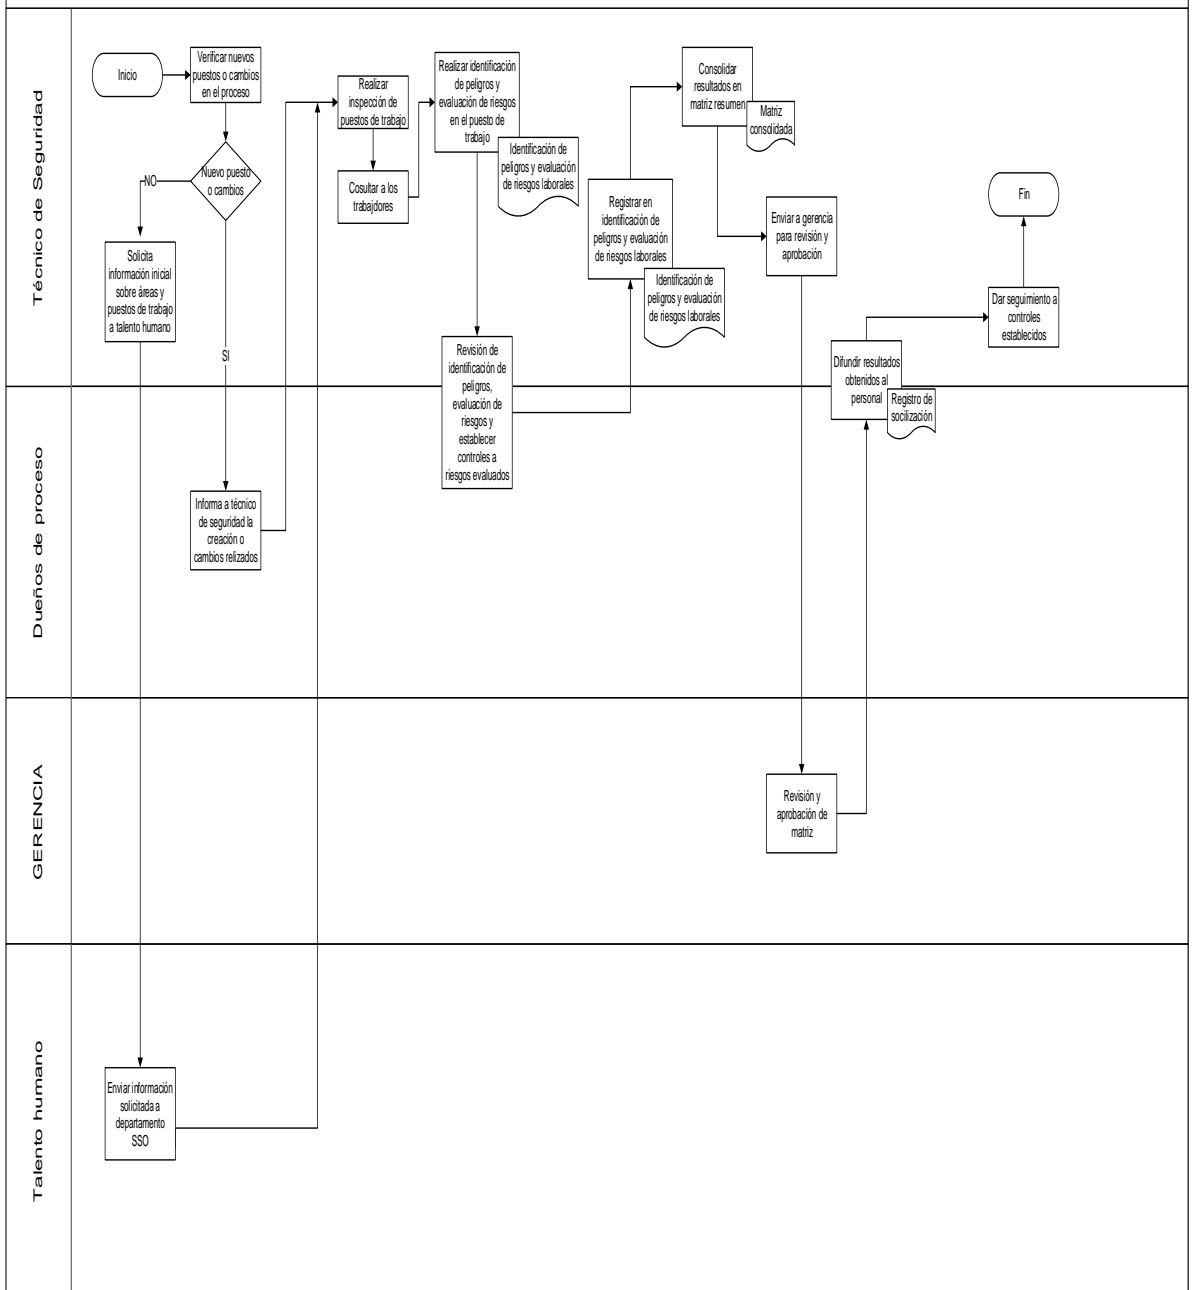 Técnico de Seguridad
Inicio
Verificar nuevos
puestos o cambios
en el proceso
Nuevo puesto
o cambios
NO
SI
Solicita
información inicial
sobre áreas y
puestos de trabajo
a talento humano
Realizar
inspección de
puestos de trabajo
Cosultar a los
trabajadores
Realizar identificación
de peligros y
evaluación de riesgos
en el puesto de
trabajo
Identificación de
peligros y evaluación
de riesgos laborales
Revisión de
identificación de
peligros,
evaluación de
riesgos y
establecer
controles a
riesgos evaluados
Registrar en
identificación de
peligros y evaluación
de riesgos laborales
Identificación de
peligros y evaluación
de riesgos laborales
Consolidar
resultados en
matriz resumen
Matriz
consolidada
Enviar a gerencia
para revisión y
aprobación
Difundir resultados
obtenidos al
personal
Registro de
socilización
Dar seguimiento a
controles
establecidos
Fin
Dueños de proceso
Informa a técnico
de seguridad la
creación o
cambios relizados
GERENCIA
Revisión y
aprobación de
matriz
Talento humano
Enviar información
solicitada a
departamento
SSO